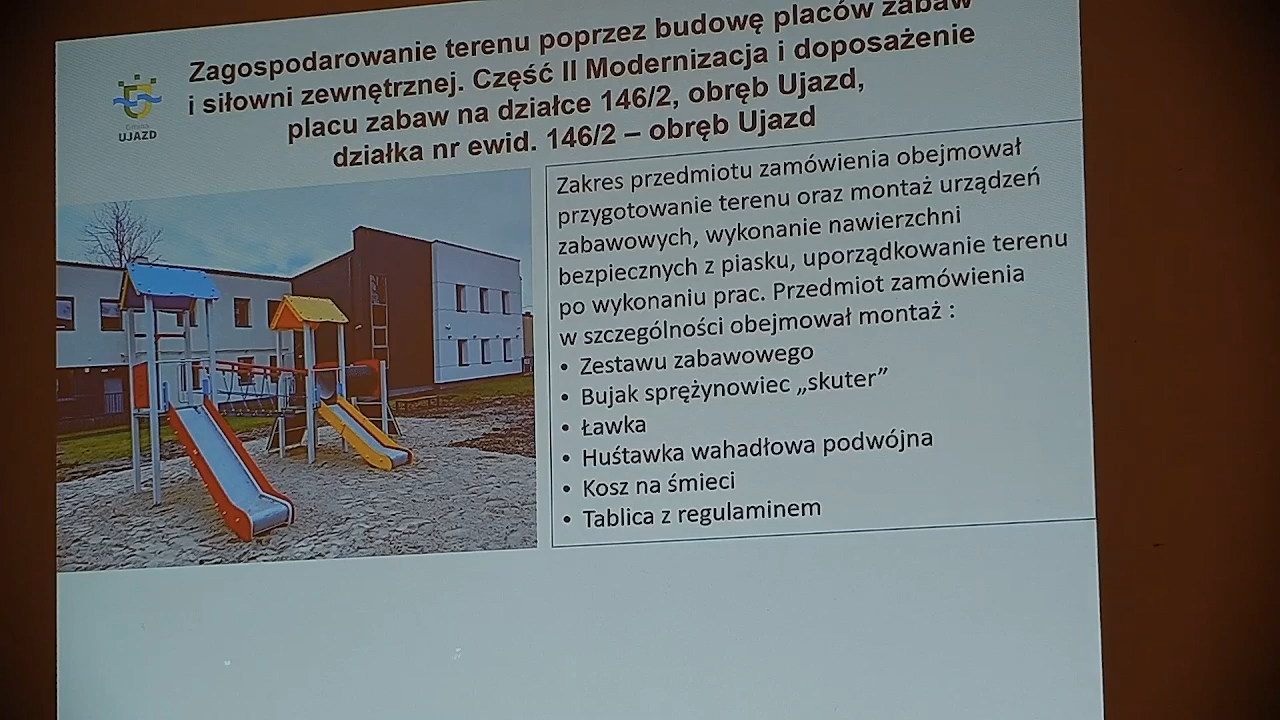 Zagospodarowanie terenu poprzez budowę placów zabaw
i siłowni zewnętrznej. Część II Modernizacja i doposażenie
placu zabaw na działce 146/2, obręb Ujazd,
działka nr ewid. 146/2 – obręb Ujazd
UJAZD
Zakres przedmiotu zamówienia obejmował
przygotowanie terenu oraz montaż urządzeń
zabawowych, wykonanie nawierzchni
bezpiecznych z piasku, uporządkowanie terenu
po wykonaniu prac. Przedmiot zamówienia
w szczególności obejmował montaż :
• Zestawu zabawowego
• Bujak sprężynowiec „skuter”
• Ławka
• Huśtawka wahadłowa podwójna
• Kosz na śmieci
• Tablica z regulaminem